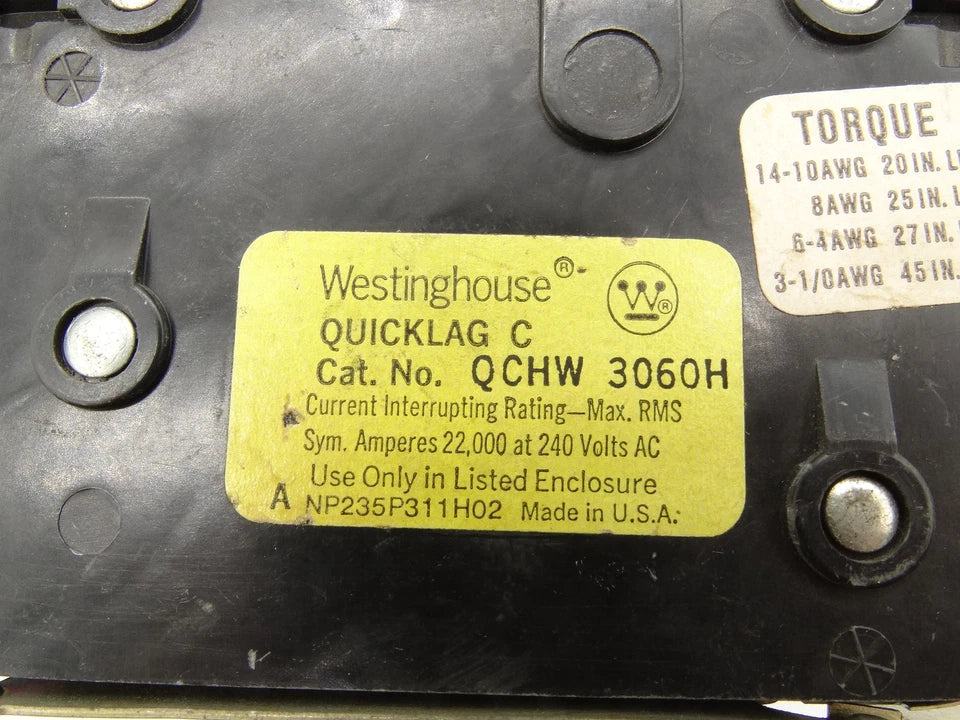 TORQUE
14-10AWG 20IN. L
8AWG 25IN. L
6-4AWG 27IN.
3-1/0AWG 45IN.
Westinghouse®
W®
QUICKLAG C
Cat. No. QCHW 3060H
Current Interrupting Rating—Max. RMS
Sym. Amperes 22,000 at 240 Volts AC
Use Only in Listed Enclosure
A NP235P311H02 Made in U.S.A.